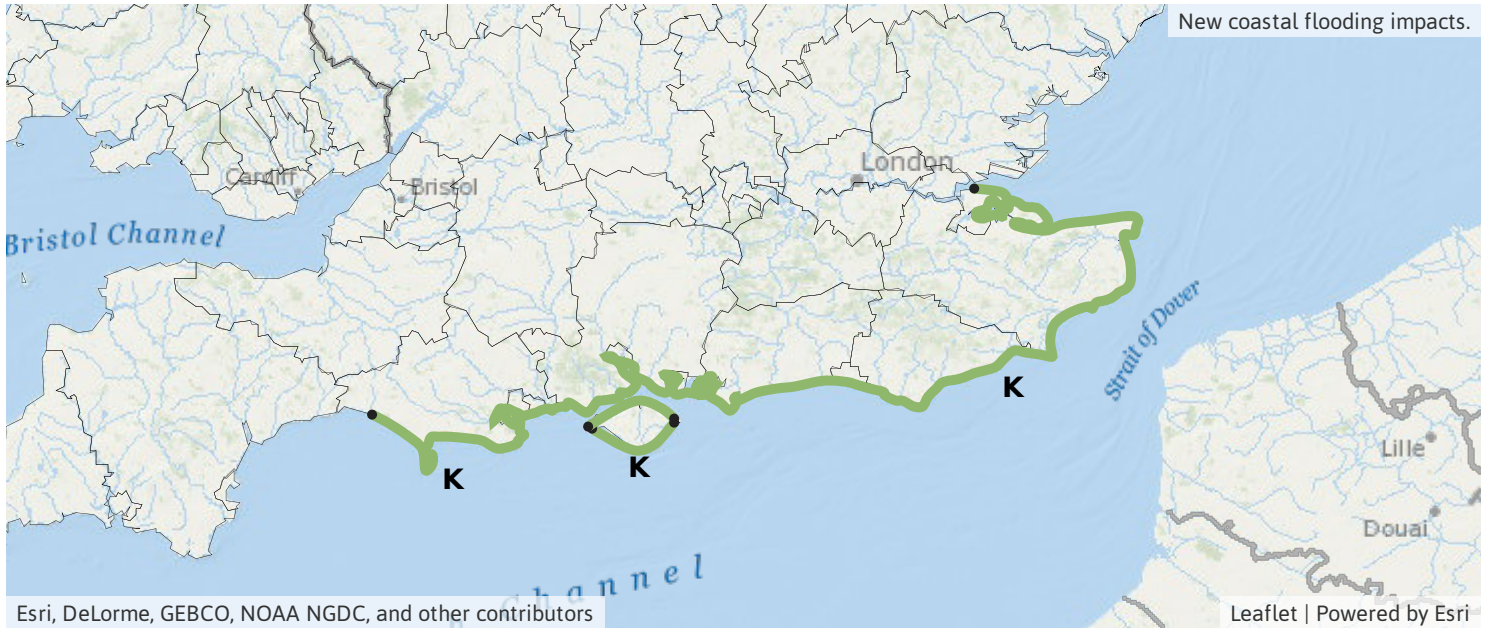 New coastal flooding impacts.
London
Cardiff
Bristol
Bristol Channel
Strait of Dover
K
Lille
K
K
Douai
Channel
Esri, DeLorme, GEBCO, NOAA NGDC, and other contributors
Leaflet | Powered by Esri